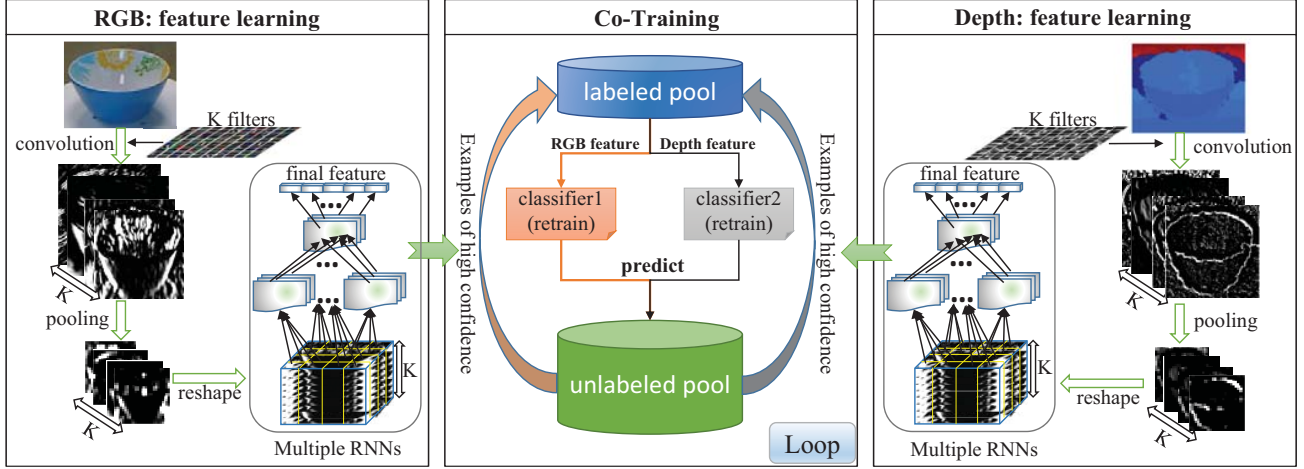 RGB: feature learning
K filters
convolution
final feature
...
K
pooling
...
reshape
K
K
Multiple RNNs
Co-Training
labeled pool
RGB feature
Depth feature
classifier1
(retrain)
classifier2
(retrain)
predict
unlabeled pool
Examples of high confidence
Examples of high confidence
Loop
Depth: feature learning
K filters
convolution
final feature
...
K
pooling
...
reshape
K
K
Multiple RNNs